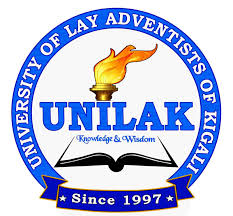 UNIVERSITY OF LAY ADVENTISTS OF KIGALI
UNILAK
Knowledge & Wisdom
★ Since 1997 ★